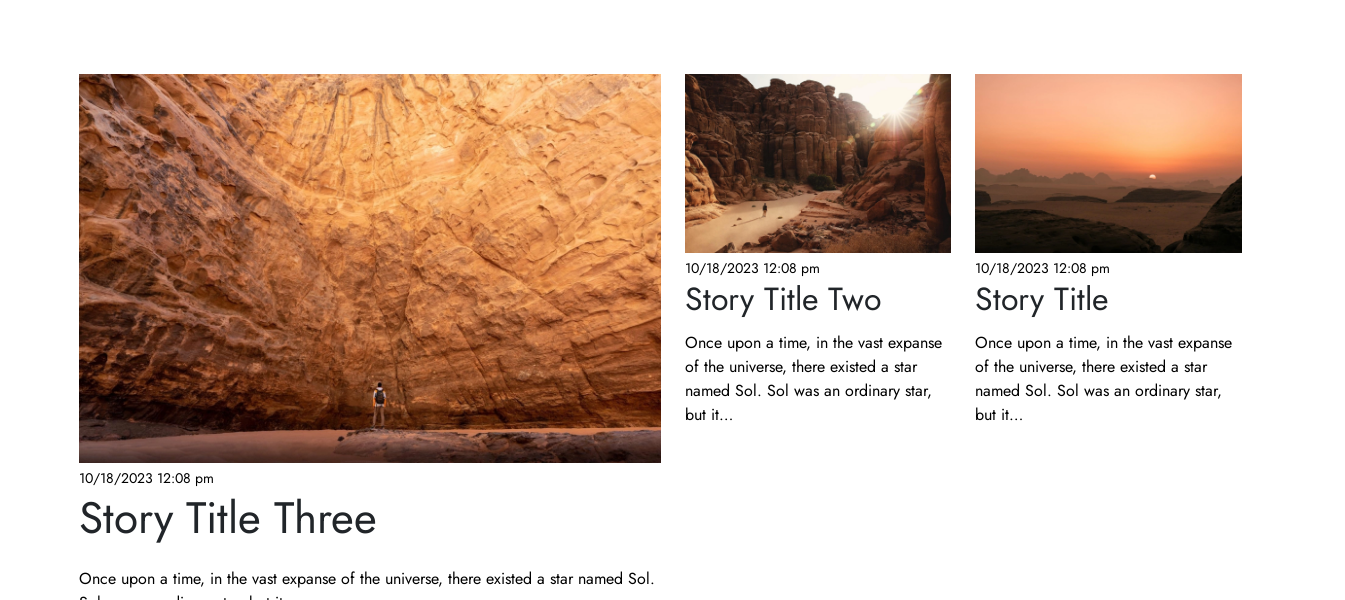 10/18/2023 12:08 pm
Story Title Three
Once upon a time, in the vast expanse of the universe, there existed a star named Sol.
10/18/2023 12:08 pm
Story Title Two
Once upon a time, in the vast expanse
of the universe, there existed a star
named Sol. Sol was an ordinary star,
but it...
10/18/2023 12:08 pm
Story Title
Once upon a time, in the vast expanse
of the universe, there existed a star
named Sol. Sol was an ordinary star,
but it...